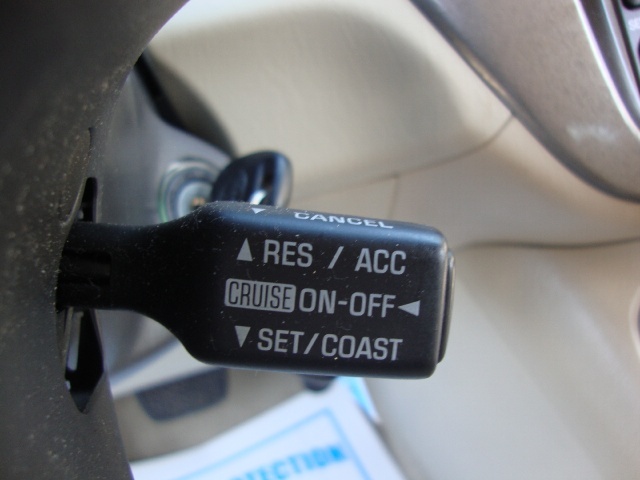 CANCEL
RES / ACC
CRUISE ON-OFF
SET/COAST